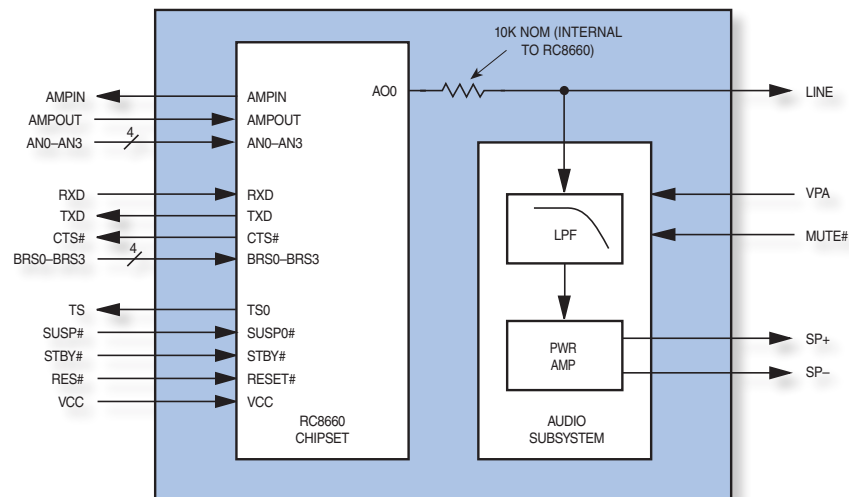 10K NOM (INTERNAL
TO RC8660)
AMPIN
AMPIN
AO0
LINE
AMPOUT
AMPOUT
AN0–AN3
4
AN0–AN3
RXD
RXD
VPA
TXD
TXD
CTS#
CTS#
LPF
MUTE#
BRS0–BRS3
4
BRS0–BRS3
TS
TS0
SUSP#
SUSP0#
SP+
STBY#
STBY#
PWR
AMP
RES#
RESET#
SP–
VCC
VCC
RC8660
CHIPSET
AUDIO
SUBSYSTEM